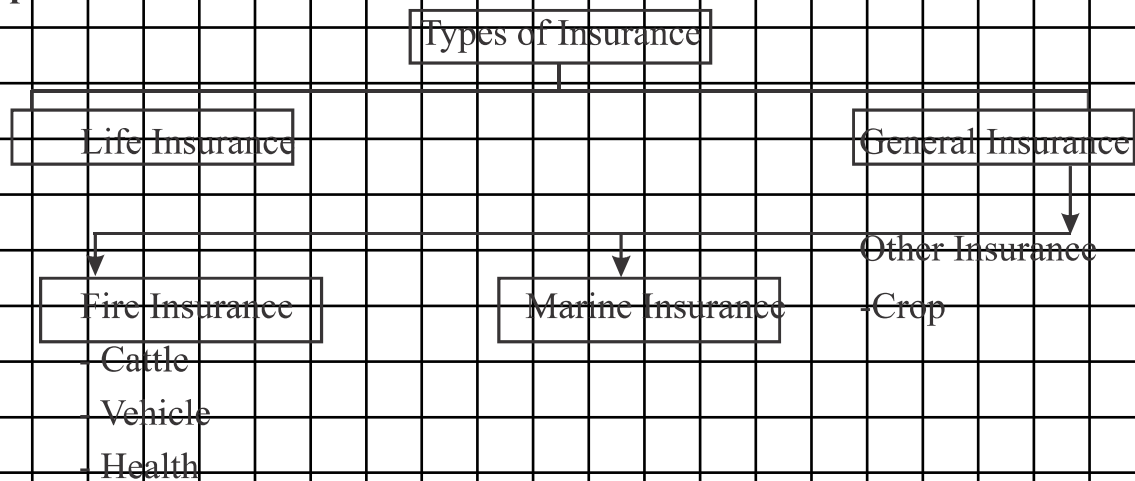 Types of Insurance
Life Insurance
General Insurance
Other Insurance
Fire Insurance
Marine Insurance
-Crop
- Cattle
- Vehicle
- Health